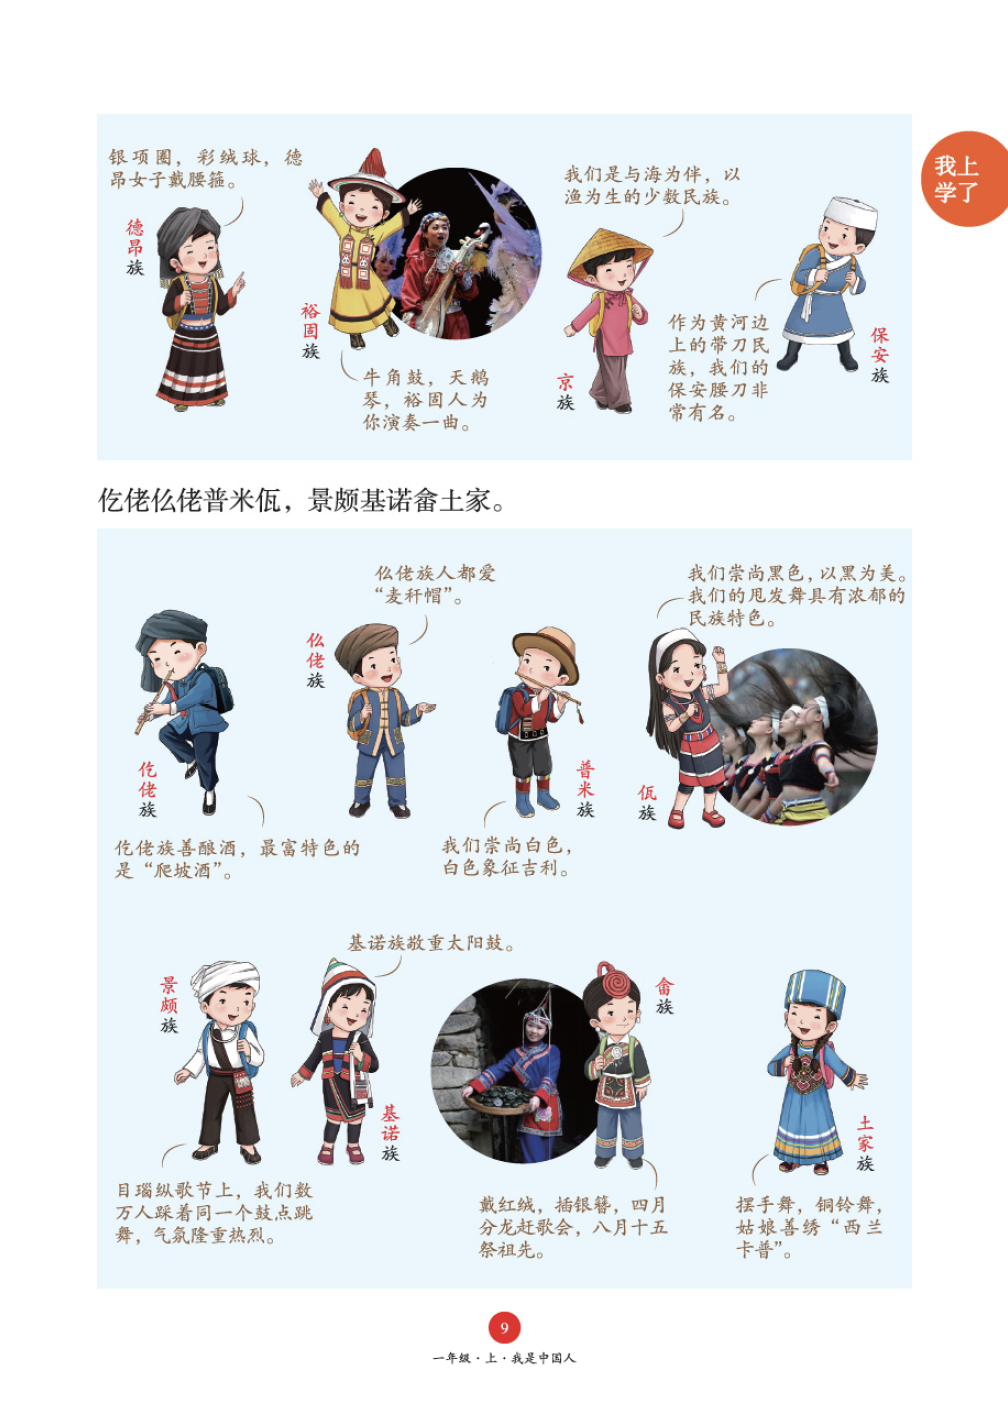 我上
学了
银项圈，彩绒球，德
昂女子戴腰箍。
德昂族
裕固族
牛角鼓，天鹅
琴，裕固人为
你演奏一曲。
我们是与海为伴，以
渔为生的少数民族。
京族
作为黄河边
上的带刀民
族，我们的
保安腰刀非
常有名。
保安族
仡佬仫佬普米佤，景颇基诺畲土家。
仡佬族
仡佬族善酿酒，最富特色的
是“爬坡酒”。
仫佬族人都爱
“麦秆帽”。
仫佬族
普米族
我们崇尚白色，
白色象征吉利。
我们崇尚黑色，以黑为美。
我们的甩发舞具有浓郁的
民族特色。
佤族
景颇族
目瑙纵歌节上，我们数
万人踩着同一个鼓点跳
舞，气氛隆重热烈。
基诺族敬重太阳鼓。
基诺族
畲族
戴红绒，插银簪，四月
分龙赶歌会，八月十五
祭祖先。
土家族
摆手舞，铜铃舞，
姑娘善绣“西兰
卡普”。
9
一年级·上·我是中国人